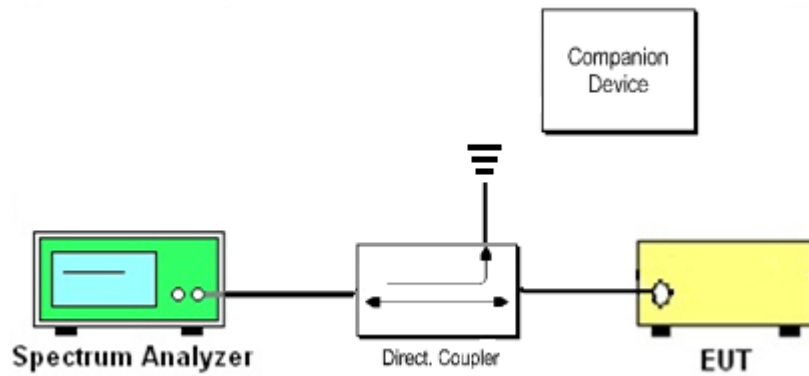 Companion
Device
Spectrum Analyzer
Direct. Coupler
EUT